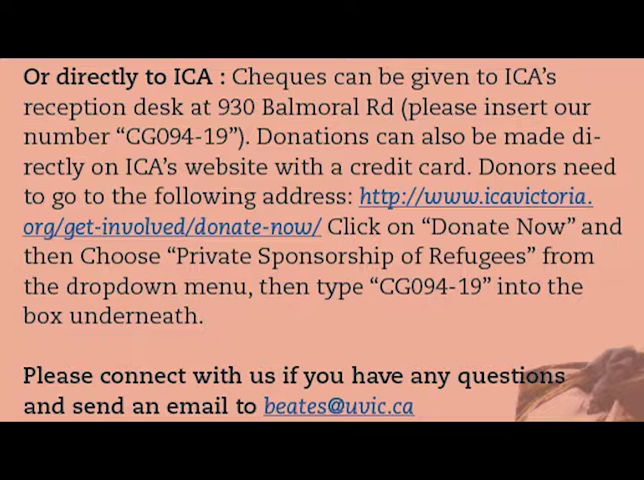 Or directly to ICA : Cheques can be given to ICA's
reception desk at 930 Balmoral Rd (please insert our
number “CG094-19”). Donations can also be made di-
rectly on ICA's website with a credit card. Donors need
to go to the following address: http://www.icavictoria.
org/get-involved/donate-now/ Click on “Donate Now” and
then Choose “Private Sponsorship of Refugees” from
the dropdown menu, then type “CG094-19” into the
box underneath.
Please connect with us if you have any questions
and send an email to beates@uvic.ca